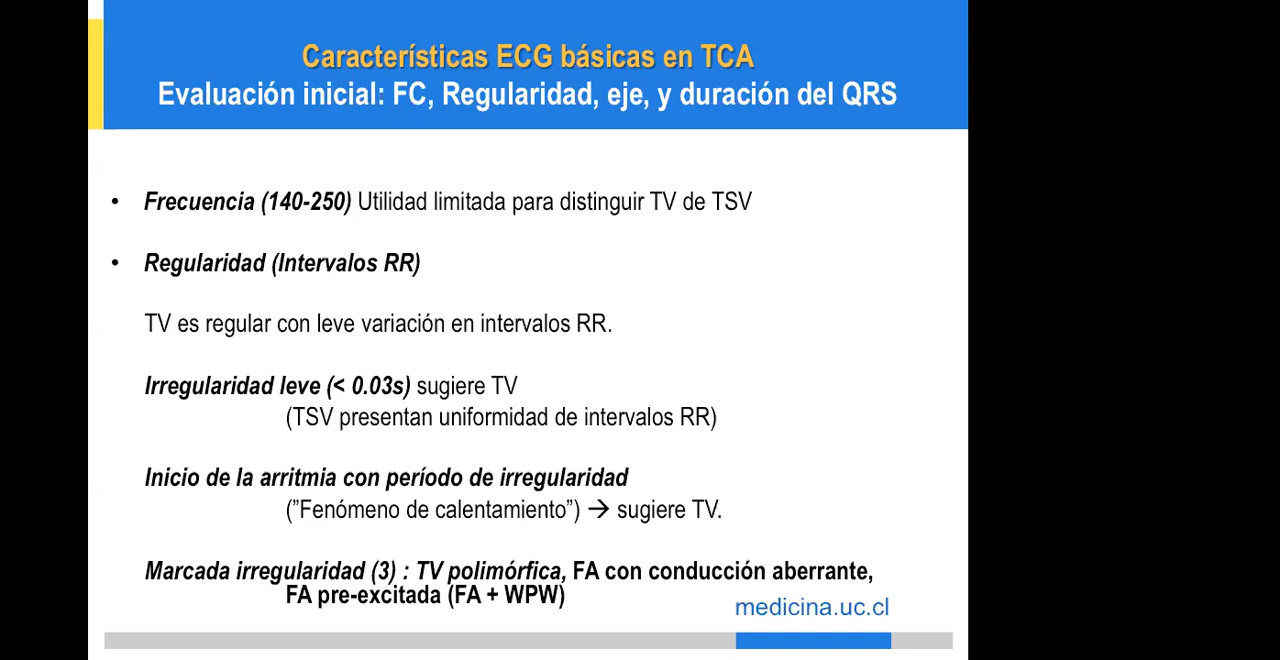 Características ECG básicas en TCA
Evaluación inicial: FC, Regularidad, eje, y duración del QRS
• Frecuencia (140-250) Utilidad limitada para distinguir TV de TSV
• Regularidad (Intervalos RR)
TV es regular con leve variación en intervalos RR.
Irregularidad leve (< 0.03s) sugiere TV
(TSV presentan uniformidad de intervalos RR)
Inicio de la arritmia con período de irregularidad
(”Fenómeno de calentamiento”) → sugiere TV.
Marcada irregularidad (3) : TV polimórfica, FA con conducción aberrante,
FA pre-excitada (FA + WPW)
medicina.uc.cl